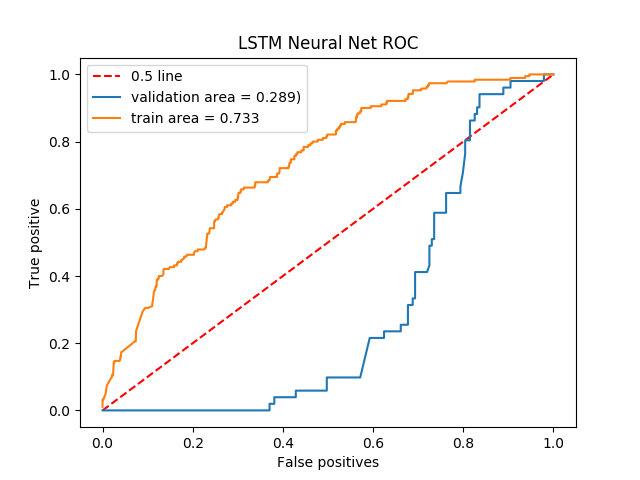 LSTM Neural Net ROC
0.5 line
validation area = 0.289)
train area = 0.733
True positive
1.0
0.8
0.6
0.4
0.2
0.0
0.0 0.2 0.4 0.6 0.8 1.0
False positives